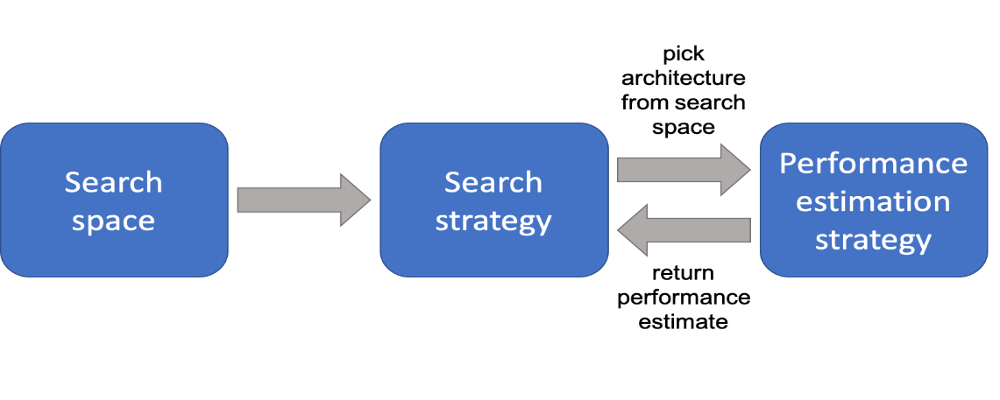 Search
space
Search
strategy
pick
architecture
from search
space
return
performance
estimate
Performance
estimation
strategy